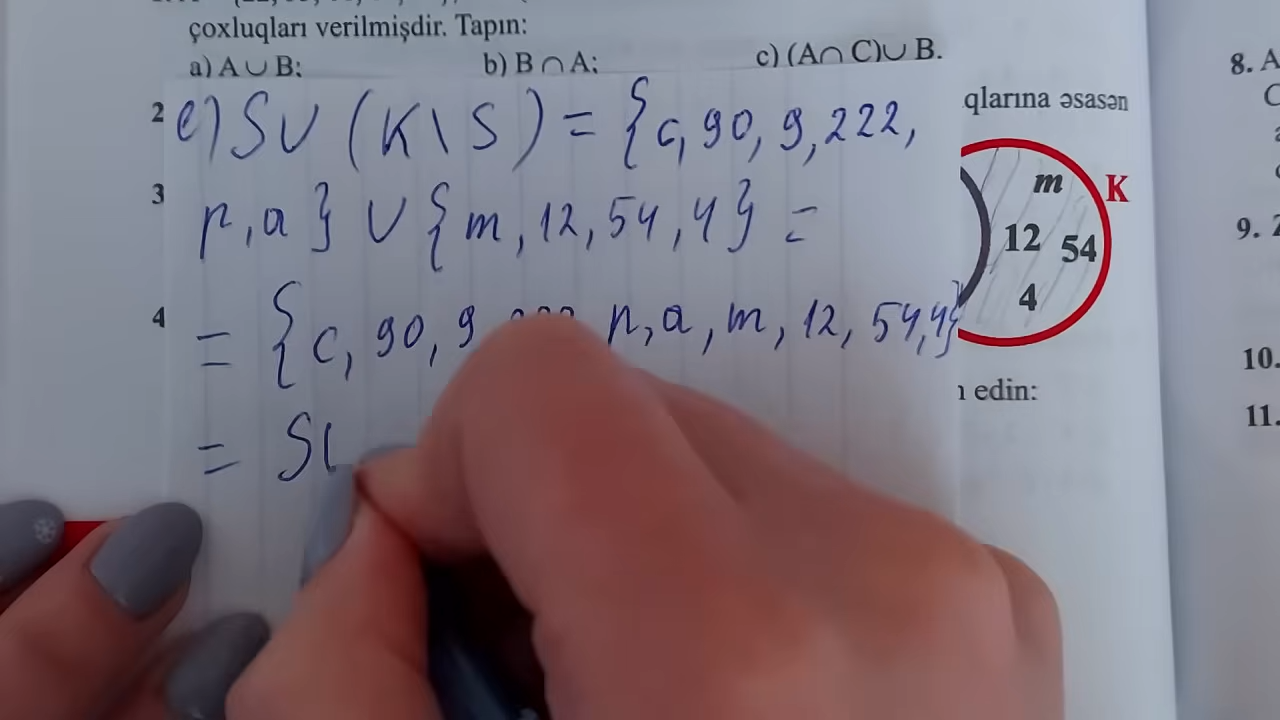 çoxluqları verilmişdir. Tapın:
a) A ∪ B; b) B ∩ A; c) (A∩ C)∪ B.
2 e) S∪ (K\S) = {c, 90, 9, 222,
3 n, a} ∪ {m, 12, 54, 4} =
4 = {c, 90, 9 n, a, m, 12, 54, 4}
= S
qlarına əsasən
m K
12 54
4
edin:
8. A
C
9.
10.
11.